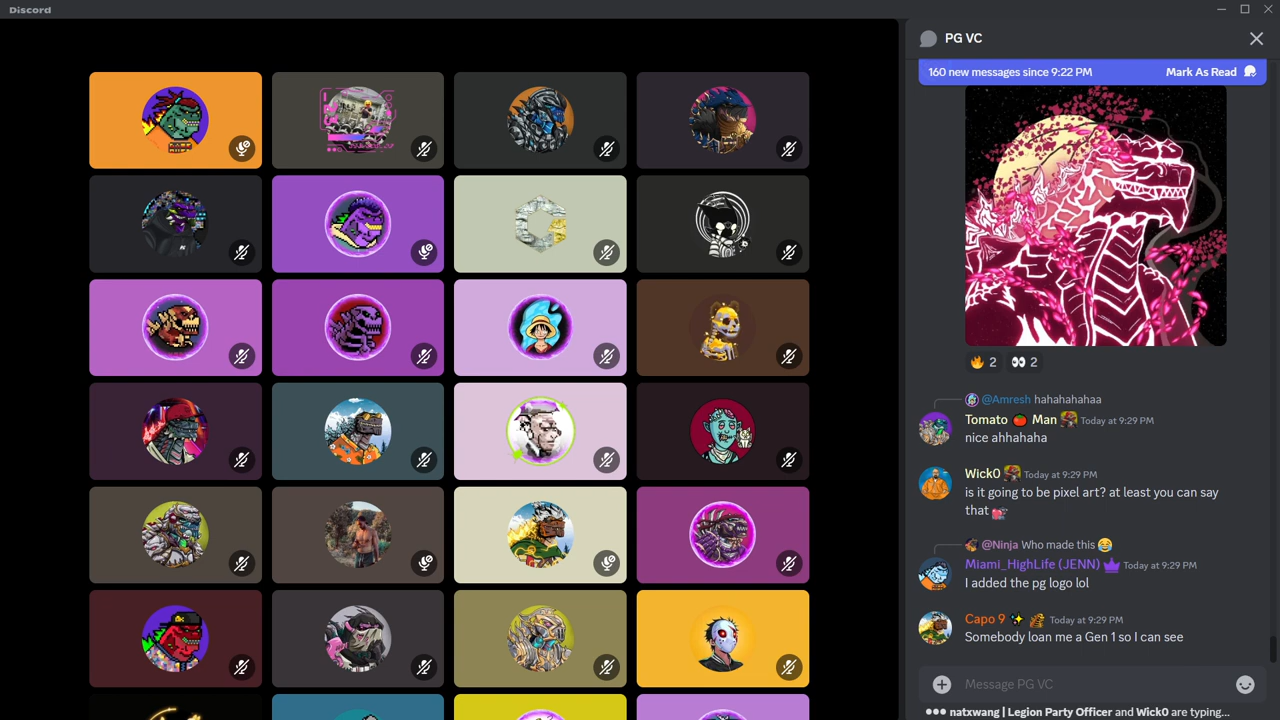 Discord
PG VC
160 new messages since 9:22 PM Mark As Read
2 2
@Amresh hahahahahaa
Tomato Man Today at 9:29 PM
nice ahhahaha
Wick0 Today at 9:29 PM
is it going to be pixel art? at least you can say
that
@Ninja Who made this
Miami_HighLife (JENN) Today at 9:29 PM
I added the pg logo lol
Capo 9 Today at 9:29 PM
Somebody loan me a Gen 1 so I can see
Message PG VC
natxwang | Legion Party Officer and Wick0 are typing...